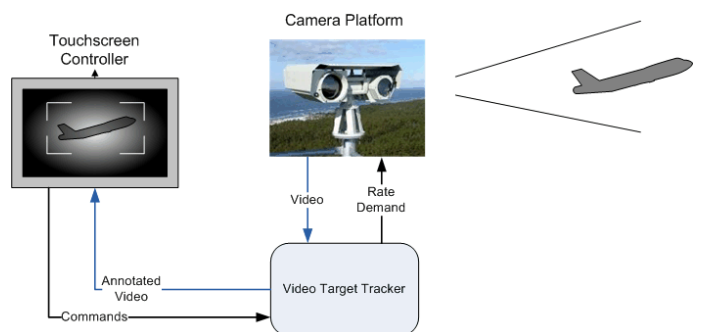 Camera Platform
Touchscreen
Controller
Video
Rate
Demand
Annotated
Video
Video Target Tracker
Commands